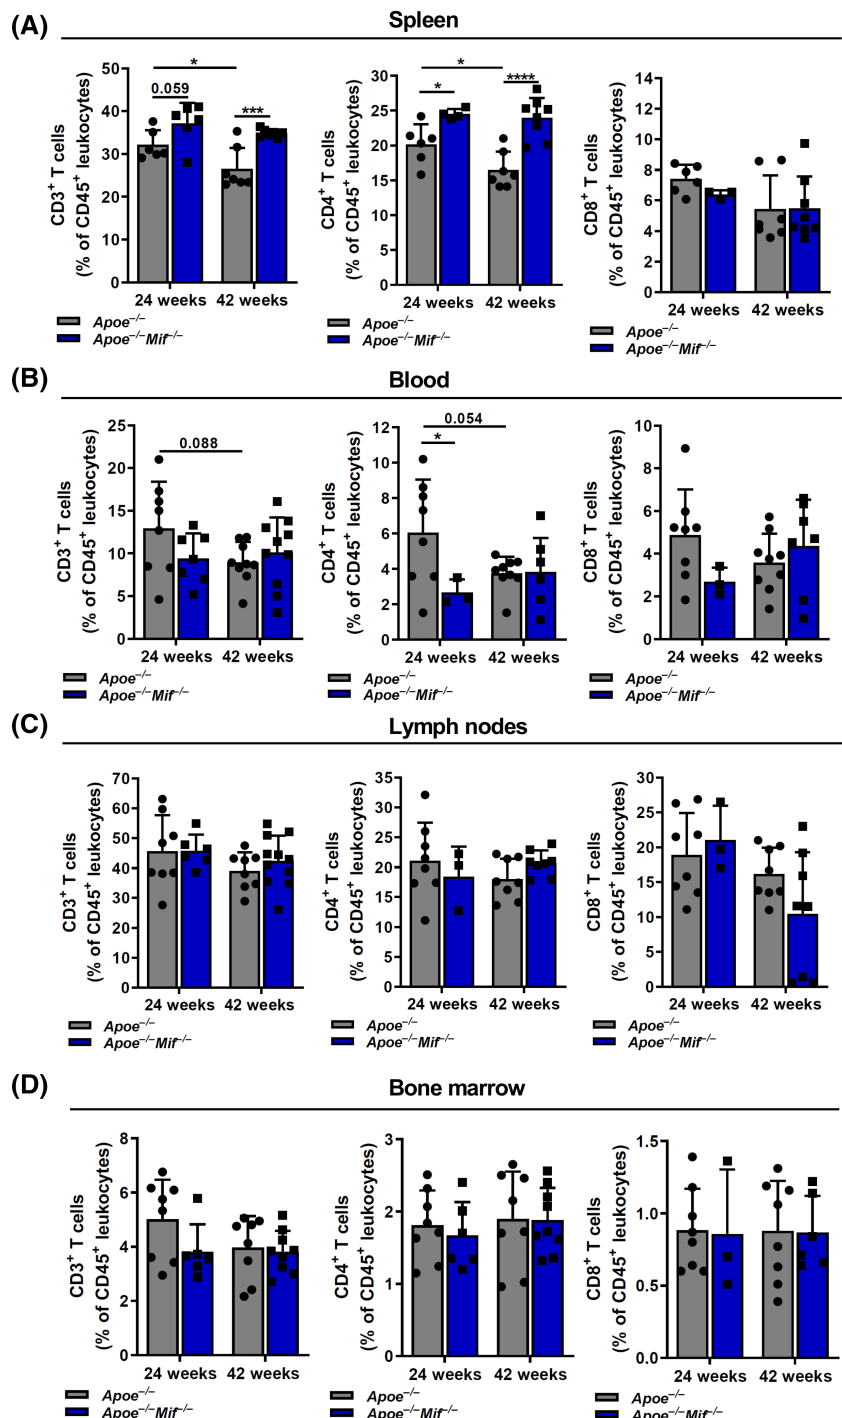 (A)
Spleen
CD3+ T cells
(% of CD45+ leukocytes)
50
40
30
20
10
0
*
0.059
***
24 weeks
42 weeks
Apoe−/−
Apoe−/−Mif−/−
CD4+ T cells
(% of CD45+ leukocytes)
30
25
20
15
10
5
0
*
*
****
24 weeks
42 weeks
Apoe−/−
Apoe−/−Mif−/−
CD8+ T cells
(% of CD45+ leukocytes)
14
12
10
8
6
4
2
0
24 weeks
42 weeks
Apoe−/−
Apoe−/−Mif−/−
(B)
Blood
CD3+ T cells
(% of CD45+ leukocytes)
25
20
15
10
5
0
0.088
24 weeks
42 weeks
Apoe−/−
Apoe−/−Mif−/−
CD4+ T cells
(% of CD45+ leukocytes)
12
10
8
6
4
2
0
0.054
*
24 weeks
42 weeks
Apoe−/−
Apoe−/−Mif−/−
CD8+ T cells
(% of CD45+ leukocytes)
10
8
6
4
2
0
24 weeks
42 weeks
Apoe−/−
Apoe−/−Mif−/−
(C)
Lymph nodes
CD3+ T cells
(% of CD45+ leukocytes)
70
60
50
40
30
20
10
0
24 weeks
42 weeks
Apoe−/−
Apoe−/−Mif−/−
CD4+ T cells
(% of CD45+ leukocytes)
35
30
25
20
15
10
5
0
24 weeks
42 weeks
Apoe−/−
Apoe−/−Mif−/−
CD8+ T cells
(% of CD45+ leukocytes)
30
25
20
15
10
5
0
24 weeks
42 weeks
Apoe−/−
Apoe−/−Mif−/−
(D)
Bone marrow
CD3+ T cells
(% of CD45+ leukocytes)
8
6
4
2
0
24 weeks
42 weeks
Apoe−/−
Apoe−/−Mif−/−
CD4+ T cells
(% of CD45+ leukocytes)
3
2
1
0
24 weeks
42 weeks
Apoe−/−
Apoe−/−Mif−/−
CD8+ T cells
(% of CD45+ leukocytes)
1.5
1.0
0.5
0.0
24 weeks
42 weeks
Apoe−/−
Apoe−/−Mif−/−